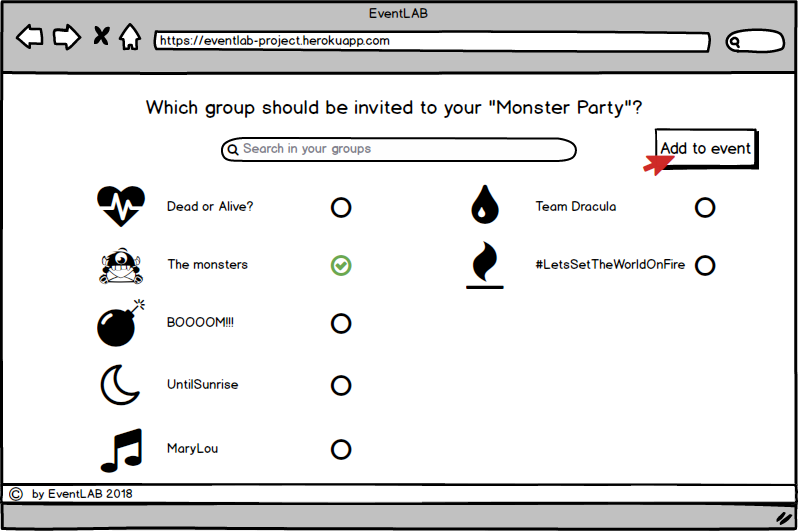 EventLAB
https://eventlab-project.herokuapp.com
Which group should be invited to your "Monster Party"?
Search in your groups
Add to event
Dead or Alive?
Team Dracula
The monsters
#LetsSetTheWorldOnFire
BOOOOM!!!
UntilSunrise
MaryLou
© by EventLAB 2018